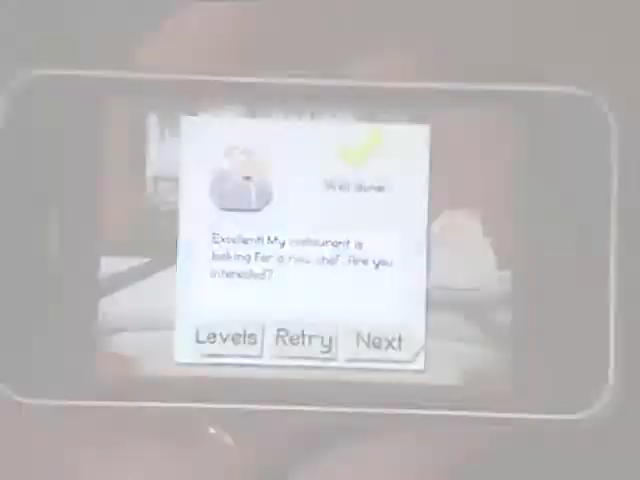 Well done!
Excellent! My restaurant is
looking for a new chef. Are you
interested?
Levels Retry Next